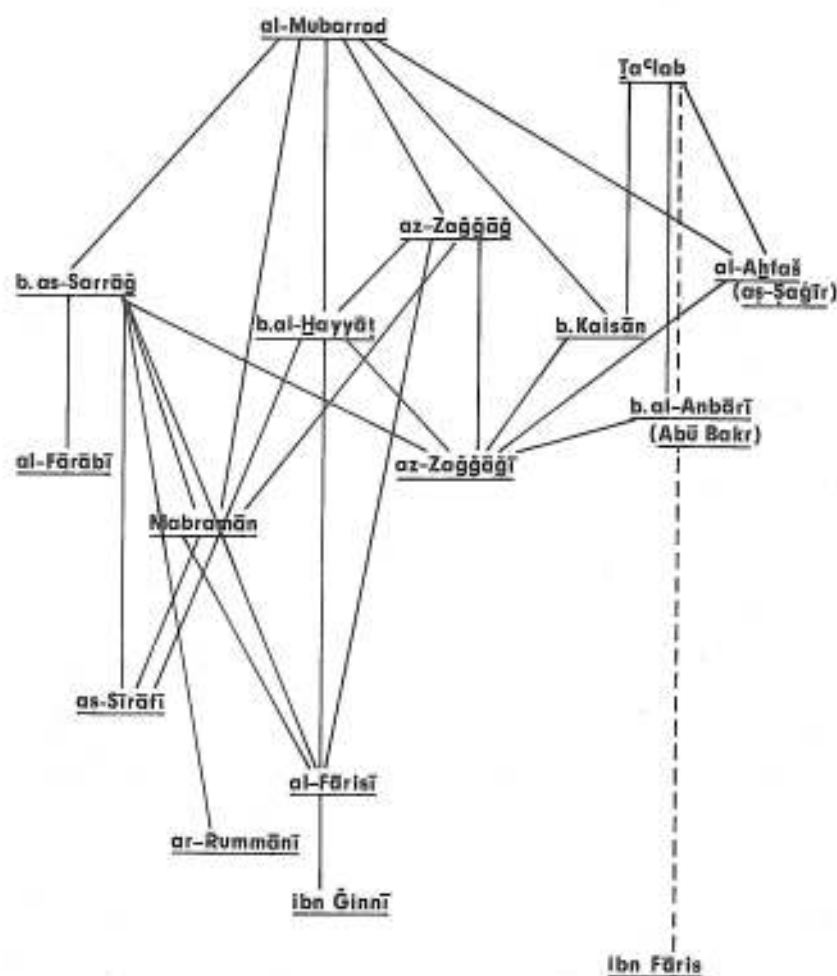 al-Mubarrad
Ṯaʿlab
az-Zaǧǧāǧ
al-Aḫfaš
(aṣ-Ṣaġīr)
b. as-Sarrāǧ
b. al-Ḫayyāṭ
b. Kaisān
b. al-Anbārī
(Abū Bakr)
al-Fārābī
az-Zaǧǧāǧī
Mabramān
as-Sīrāfī
al-Fārisī
ar-Rummānī
ibn Ǧinnī
Ibn Fāris